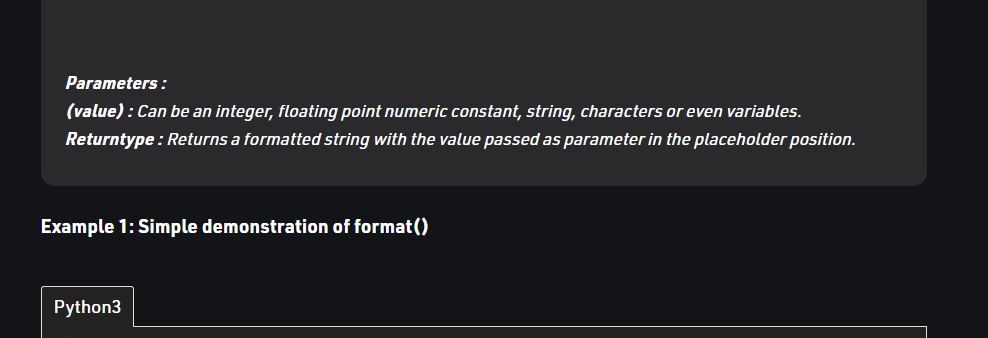 Parameters :
(value) : Can be an integer, floating point numeric constant, string, characters or even variables.
Returntype : Returns a formatted string with the value passed as parameter in the placeholder position.
Example 1: Simple demonstration of format()
Python3